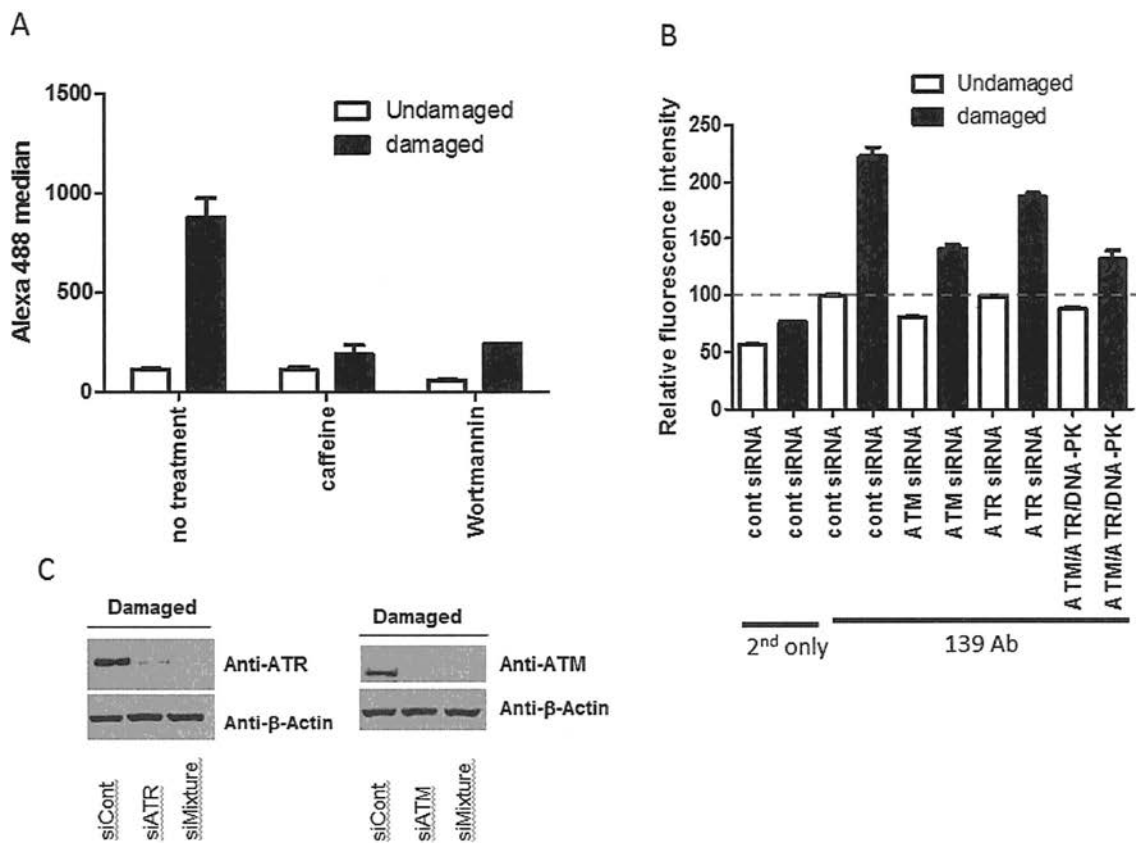 A
1500
1000
500
0
Alexa 488 median
Undamaged
damaged
no treatment
caffeine
Wortmannin
B
Undamaged
damaged
250
200
150
100
50
0
Relative fluorescence intensity
cont siRNA
cont siRNA
cont siRNA
cont siRNA
ATM siRNA
ATM siRNA
ATR siRNA
ATR siRNA
ATM/ATR/DNA-PK
ATM/ATR/DNA-PK
2nd only
139 Ab
C
Damaged
Anti-ATR
Anti-β-Actin
siCont
siATR
siMixture
Damaged
Anti-ATM
Anti-β-Actin
siCont
siATM
siMixture